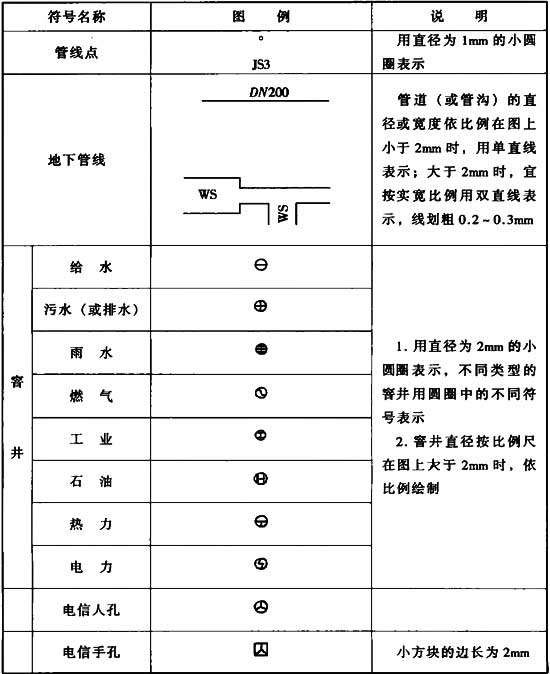 符号名称 图 例 说 明
管线点
JS3
用直径为 1mm 的小圆
圈表示
地下管线
DN200
WS
WS
管道（或管沟）的直
径或宽度依比例在图上
小于 2mm 时，用单直线
表示；大于 2mm 时，宜
按实宽比例用双直线表
示，线划粗 0.2~0.3mm
窨
井
给 水
污水（或排水）
雨 水
燃 气
工 业
石 油
热 力
电 力
1. 用直径为 2mm 的小
圆圈表示，不同类型的
窨井用圆圈中的不同符
号表示
2. 窨井直径按比例尺
在图上大于 2mm 时，依
比例绘制
电信人孔
电信手孔
小方块的边长为 2mm